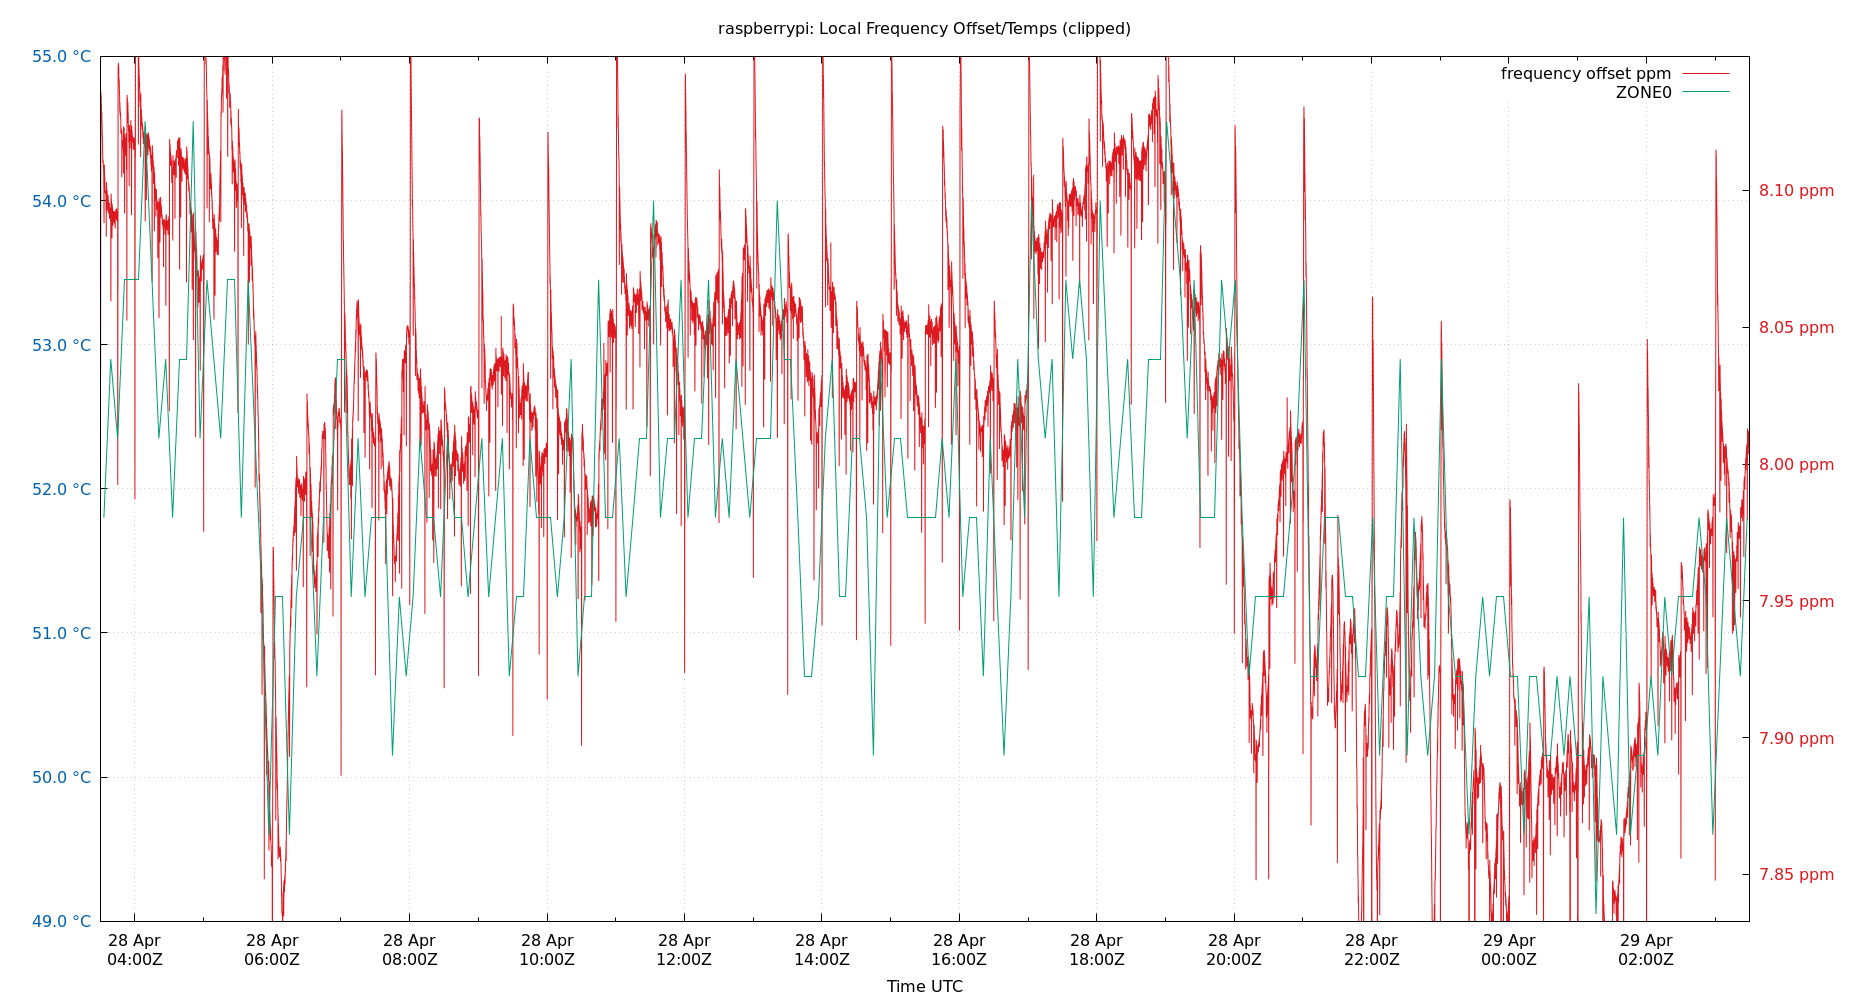 raspberrypi: Local Frequency Offset/Temps (clipped)
frequency offset ppm
ZONE0
55.0 °C
54.0 °C
53.0 °C
52.0 °C
51.0 °C
50.0 °C
49.0 °C
8.10 ppm
8.05 ppm
8.00 ppm
7.95 ppm
7.90 ppm
7.85 ppm
28 Apr 28 Apr 28 Apr 28 Apr 28 Apr 28 Apr 28 Apr 28 Apr 28 Apr 28 Apr 29 Apr 29 Apr
04:00Z 06:00Z 08:00Z 10:00Z 12:00Z 14:00Z 16:00Z 18:00Z 20:00Z 22:00Z 00:00Z 02:00Z
Time UTC